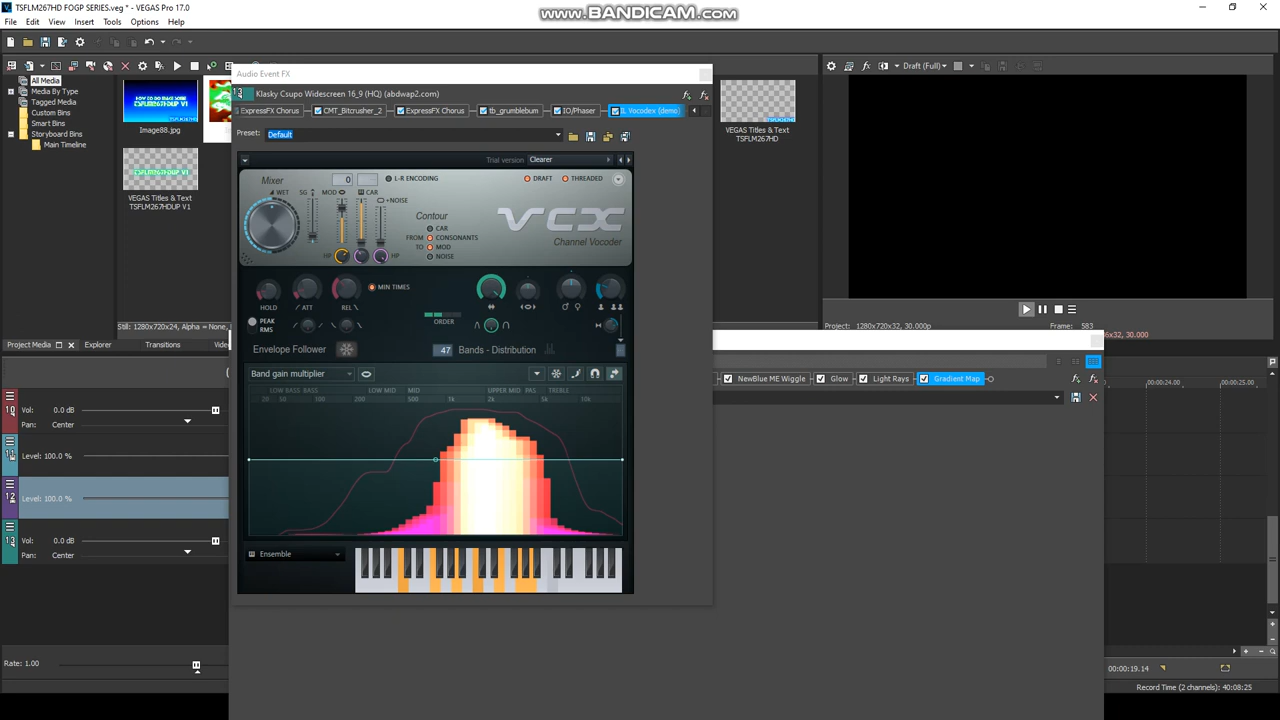 TSFLM267HD FOGP SERIES.veg * - VEGAS Pro 17.0
www.BANDICAM.com
File Edit View Insert Tools Options Help
Draft (Full)
All Media
Media By Type
Tagged Media
Custom Bins
Smart Bins
Storyboard Bins
Main Timeline
Image88.jpg
VEGAS Titles & Text
TSFLM267HDUP V1
Still: 1280x720x24, Alpha = None,
Project Media Explorer Transitions
Audio Event FX
Klasky Csupo Widescreen 16_9 (HQ) (abdwap2.com)
ExpressFX Chorus CMT_Bitcrusher_2 ExpressFX Chorus tb_grumblebum IO/Phaser IL Vocodex (demo)
Preset: Default
Trial version Clearer
Mixer 0 L-R ENCODING DRAFT THREADED
WET SG MOD CAR +NOISE
Contour
CAR
FROM CONSONANTS
TO MOD
NOISE
HP HP
VCX
Channel Vocoder
HOLD ATT REL MIN TIMES
PEAK
RMS
ORDER
Envelope Follower 47 Bands - Distribution
Band gain multiplier
LOW BASS BASS LOW MID MID UPPER MID PAS TREBLE
20 50 100 200 500 1k 2k 5k 10k
Ensemble
VEGAS Titles & Text
TSFLM267HD
Project: 1280x720x32, 30.000p Frame: 583
NewBlue ME Wiggle Glow Light Rays Gradient Map
10 Vol: 0.0 dB
Pan: Center
11 Level: 100.0 %
12 Level: 100.0 %
13 Vol: 0.0 dB
Pan: Center
Rate: 1.00
00:00:24.00 00:00:25.00
00:00:19.14
Record Time (2 channels): 40:08:25